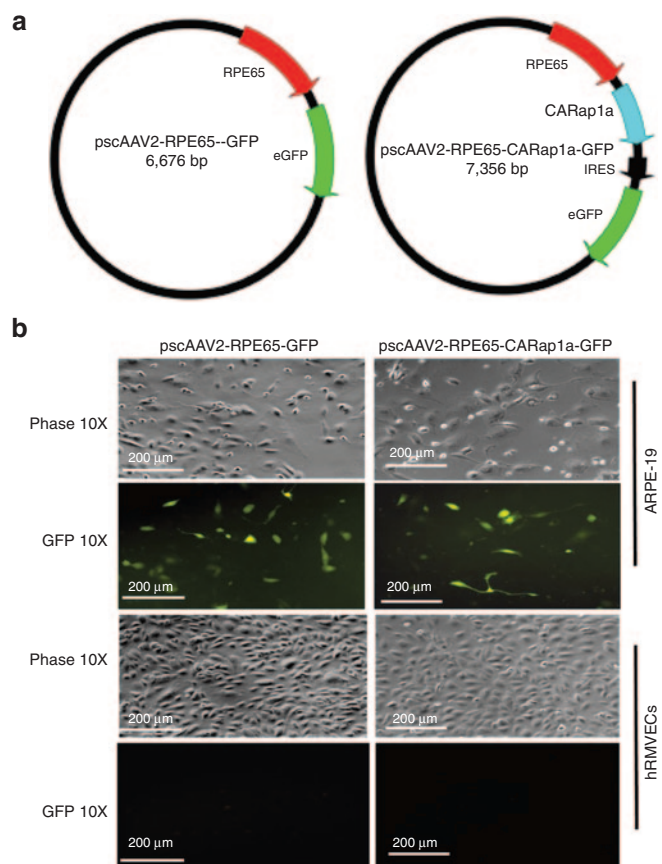 a
RPE65
pscAAV2-RPE65--GFP
6,676 bp
eGFP
RPE65
CARap1a
pscAAV2-RPE65-CARap1a-GFP
7,356 bp
IRES
eGFP
b
pscAAV2-RPE65-GFP
pscAAV2-RPE65-CARap1a-GFP
Phase 10X
200 μm
200 μm
GFP 10X
200 μm
200 μm
ARPE-19
Phase 10X
200 μm
200 μm
GFP 10X
200 μm
200 μm
hRMVECs